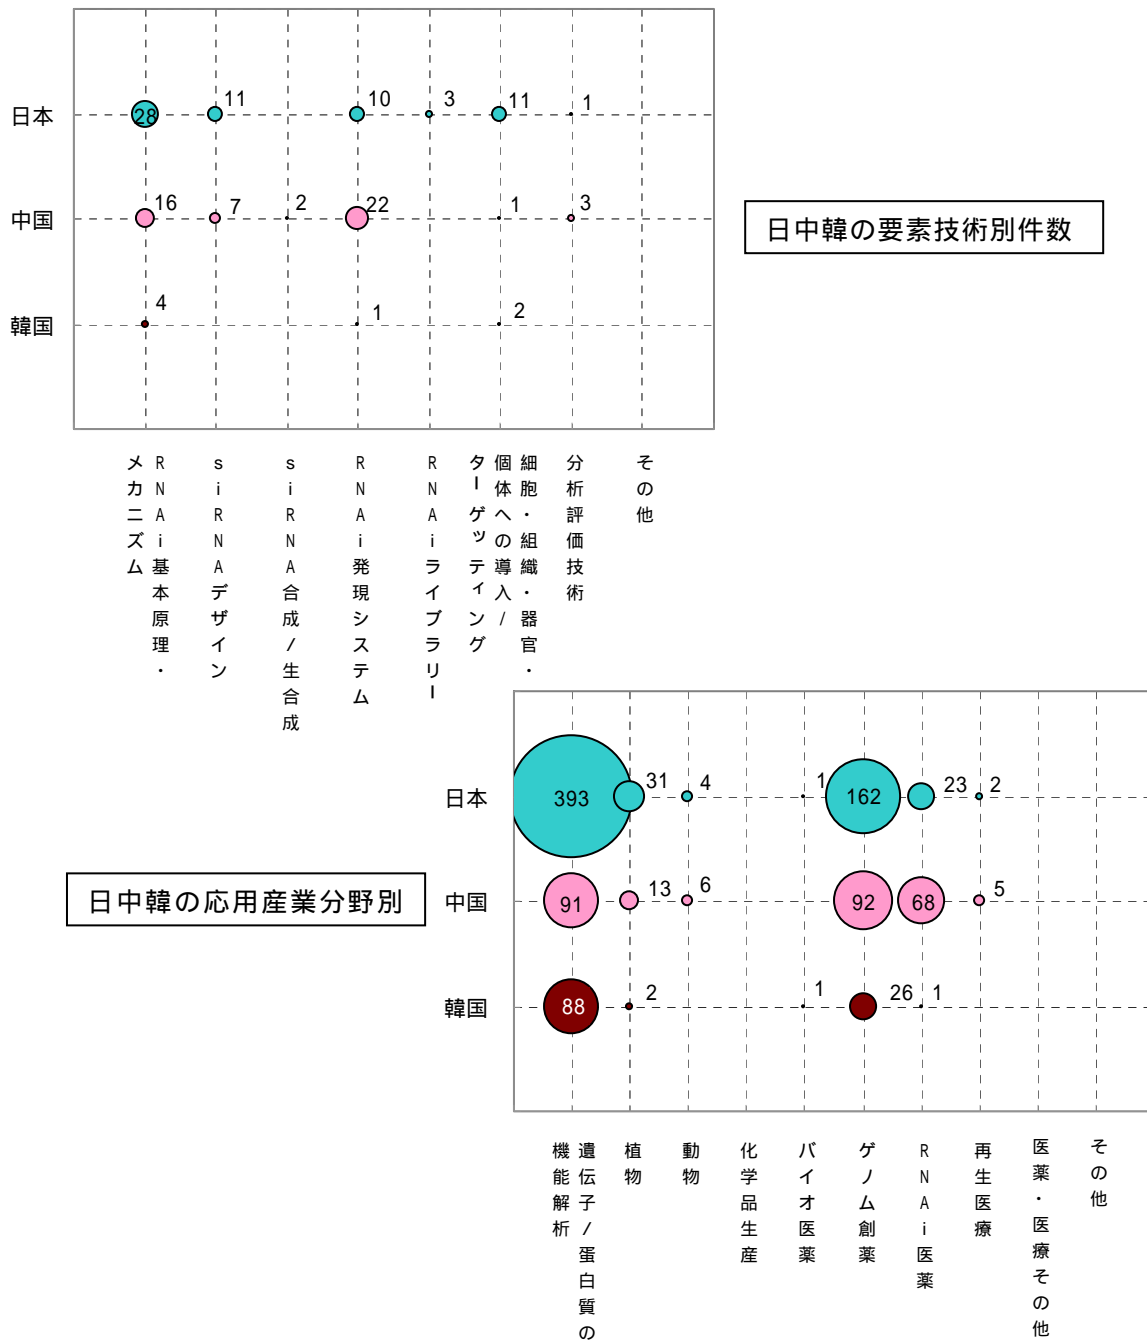 日本
28
11
10
3
11
1
中国
16
7
2
22
1
3
韓国
4
1
2
日中韓の要素技術別件数
RNAi基本原理・
メカニズム
siRNAデザイン
siRNA合成/生合成
RNAi発現システム
RNAiライブラリー
細胞・組織・器官・
個体への導入/
ターゲッティング
分析評価技術
その他
日中韓の応用産業分野別
日本
393
31
4
1
162
23
2
中国
91
13
6
92
68
5
韓国
88
2
1
26
1
遺伝子/蛋白質の
機能解析
植物
動物
化学品生産
バイオ医薬
ゲノム創薬
RNAi医薬
再生医療
医薬・医療その他
その他